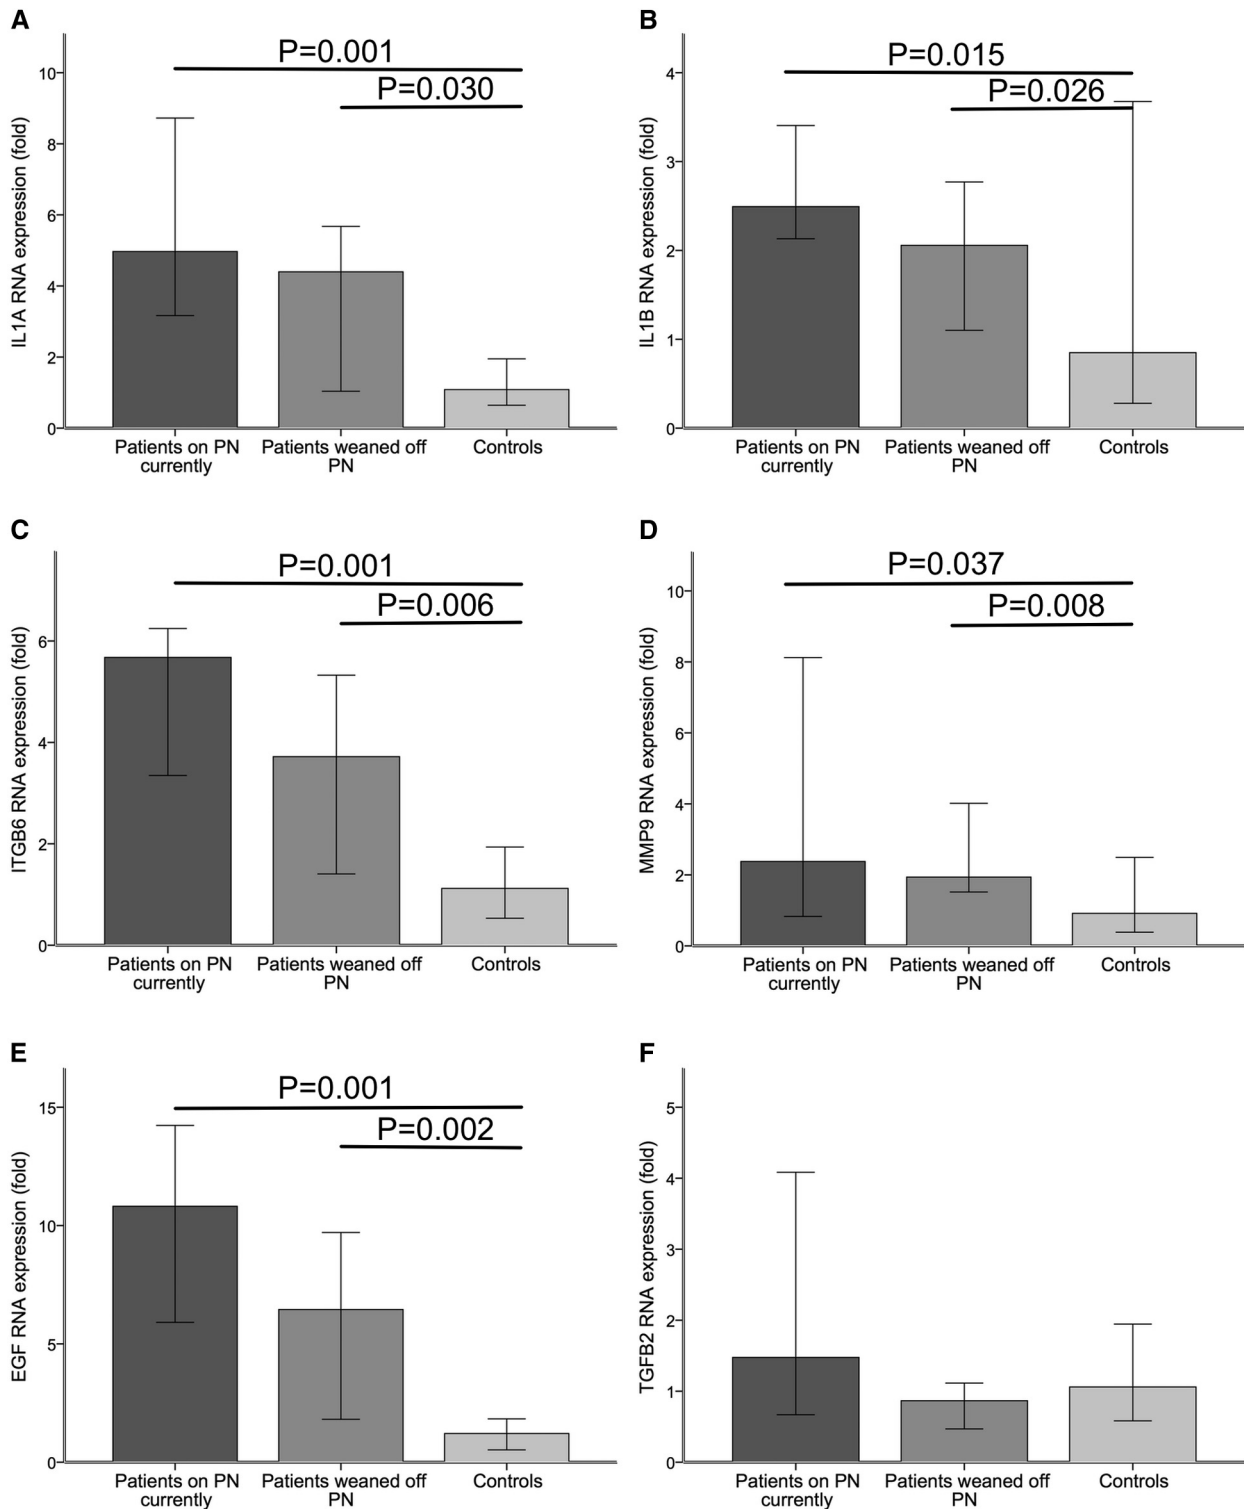 A
P=0.001
P=0.030
IL1A RNA expression (fold)
10
8
6
4
2
0
Patients on PN
currently
Patients weaned off
PN
Controls
B
P=0.015
P=0.026
IL1B RNA expression (fold)
4
3
2
1
0
Patients on PN
currently
Patients weaned off
PN
Controls
C
P=0.001
P=0.006
ITGB6 RNA expression (fold)
6
4
2
0
Patients on PN
currently
Patients weaned off
PN
Controls
D
P=0.037
P=0.008
MMP9 RNA expression (fold)
10
8
6
4
2
0
Patients on PN
currently
Patients weaned off
PN
Controls
E
P=0.001
P=0.002
EGF RNA expression (fold)
15
10
5
0
Patients on PN
currently
Patients weaned off
PN
Controls
F
TGFB2 RNA expression (fold)
5
4
3
2
1
0
Patients on PN
currently
Patients weaned off
PN
Controls